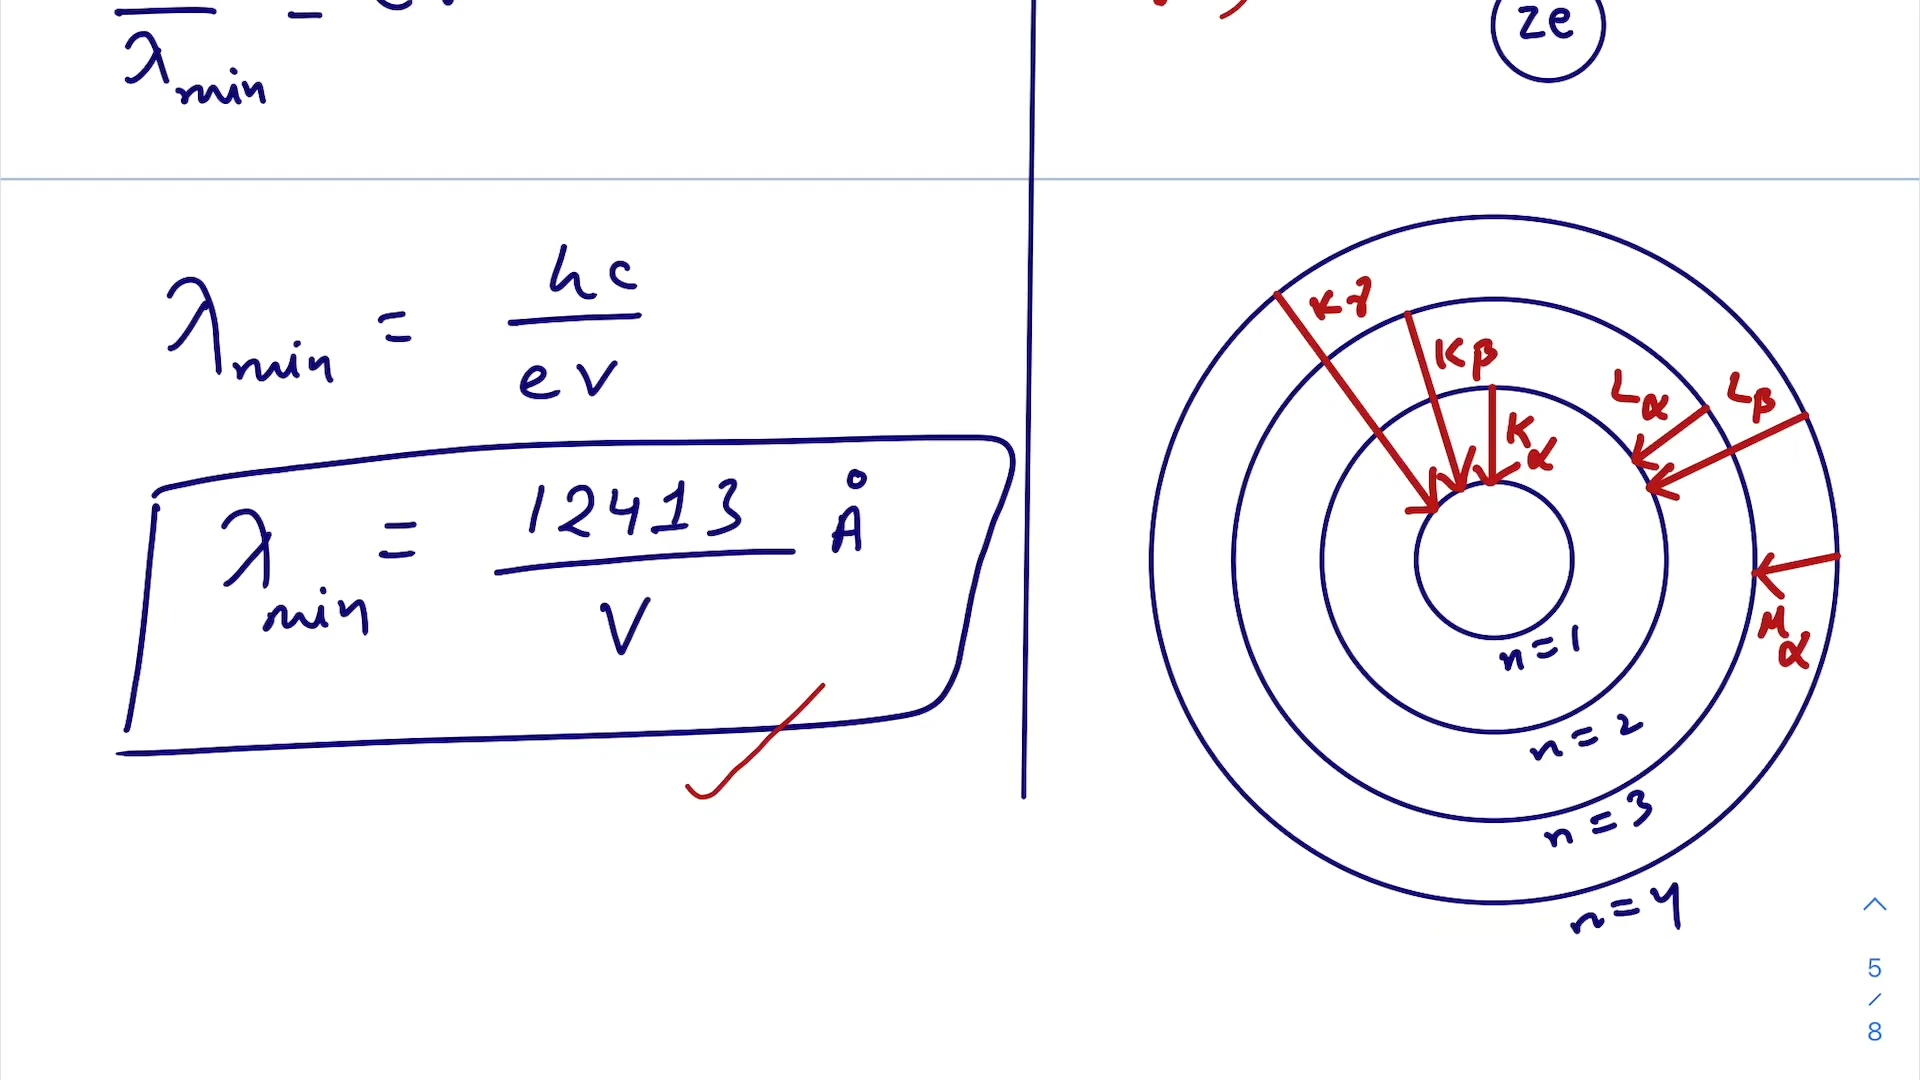 λmin
λmin = hc / ev
λmin = 12413 / V Å
ze
Kγ
Kβ
Kα
Lα
Lβ
Mα
n=1
n=2
n=3
n=4
5
/
8